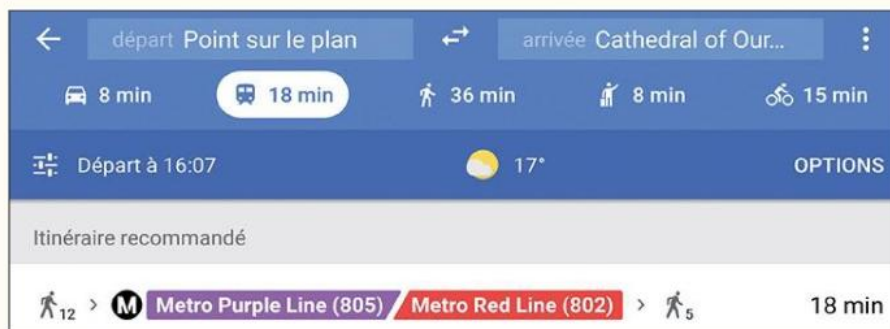 départ Point sur le plan arrivée Cathedral of Our...
8 min 18 min 36 min 8 min 15 min
Départ à 16:07 17° OPTIONS
Itinéraire recommandé
12 > M Metro Purple Line (805) Metro Red Line (802) > 5 18 min